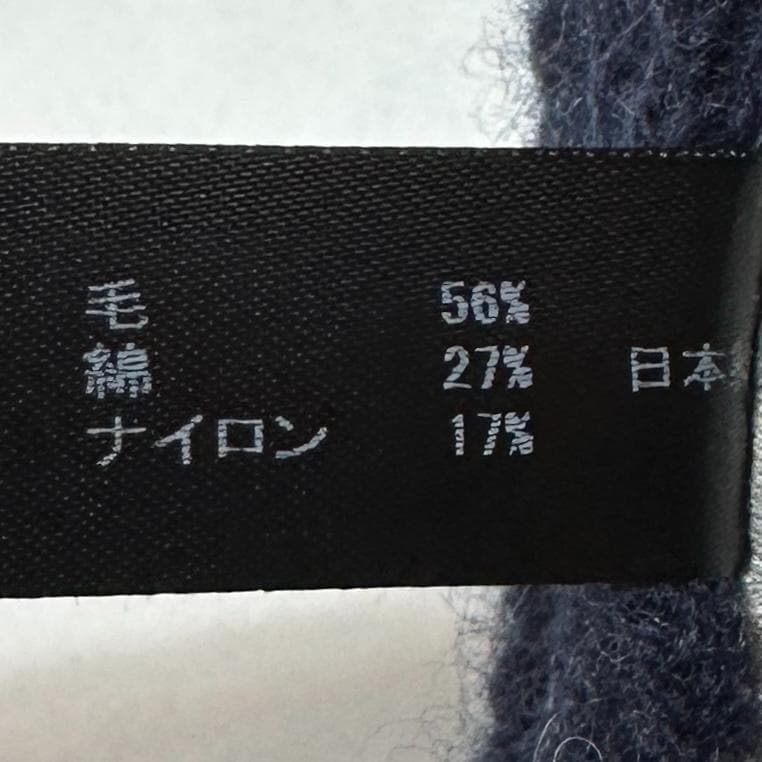 毛 56%
綿 27% 日本
ナイロン 17%